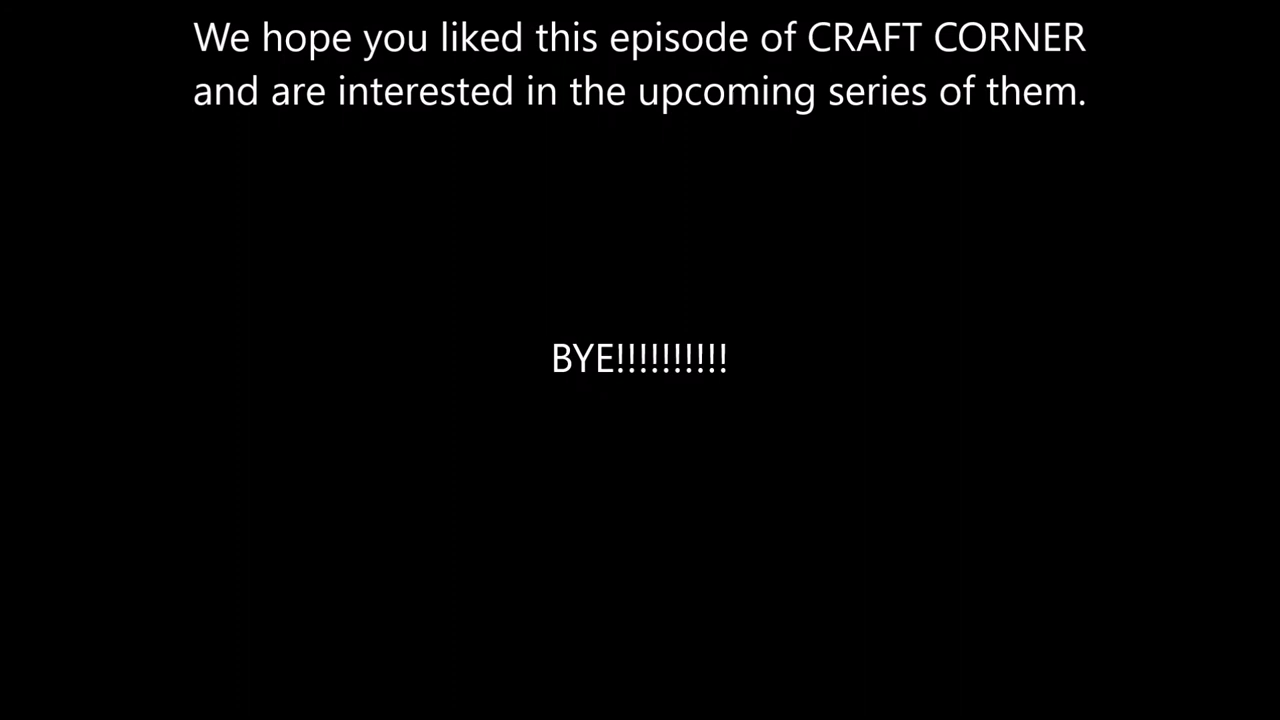 We hope you liked this episode of CRAFT CORNER
and are interested in the upcoming series of them.
BYE!!!!!!!!!!